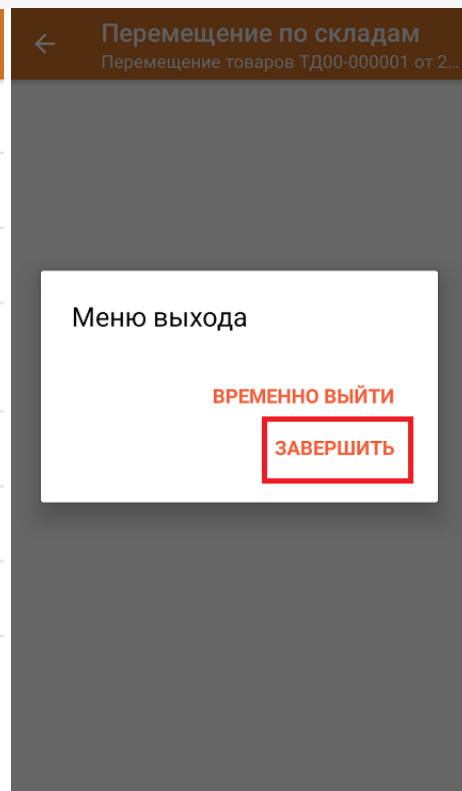 Перемещение по складам
Перемещение товаров ТД00-000001 от 2...
Меню выхода
ВРЕМЕННО ВЫЙТИ
ЗАВЕРШИТЬ